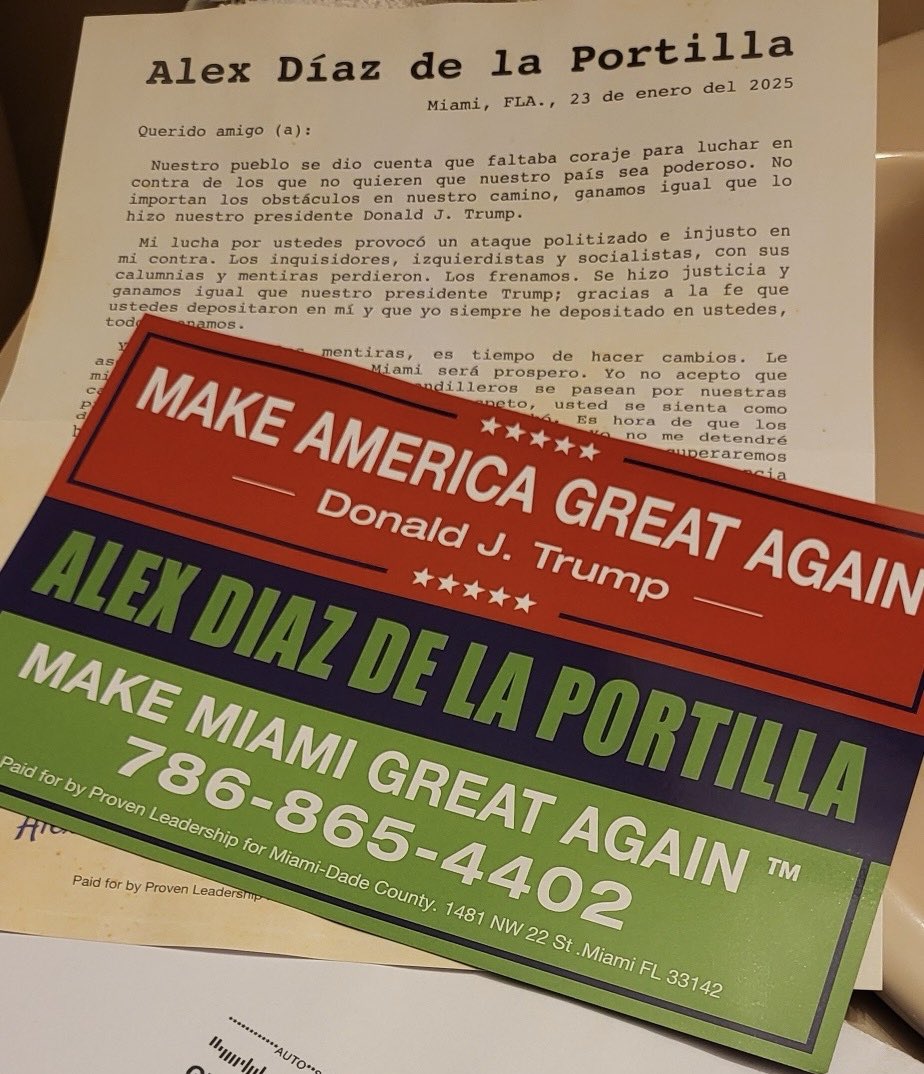 Alex Díaz de la Portilla
Miami, FLA., 23 de enero del 2025
Querido amigo (a):
Nuestro pueblo se dio cuenta que faltaba coraje para luchar en
contra de los que no quieren que nuestro país sea poderoso. No
importan los obstáculos en nuestro camino, ganamos igual que lo
hizo nuestro presidente Donald J. Trump.
Mi lucha por ustedes provocó un ataque politizado e injusto en
mi contra. Los inquisidores, izquierdistas y socialistas, con sus
calumnias y mentiras perdieron. Los frenamos. Se hizo justicia y
ganamos igual que nuestro presidente Trump; gracias a la fe que
ustedes depositaron en mí y que yo siempre he depositado en ustedes,
mentiras, es tiempo de hacer cambios. Le
Miami será prospero. Yo no acepto que
se pasean por nuestras
usted se sienta como
Es hora de que los
no me detendré
MAKE AMERICA GREAT AGAIN
Donald J. Trump
ALEX DIAZ DE LA PORTILLA
MAKE MIAMI GREAT AGAIN ™
786-865-4402
Paid for by Proven Leadership for Miami-Dade County. 1481 NW 22 St .Miami FL 33142
Paid for by Proven Leadership
AUTO